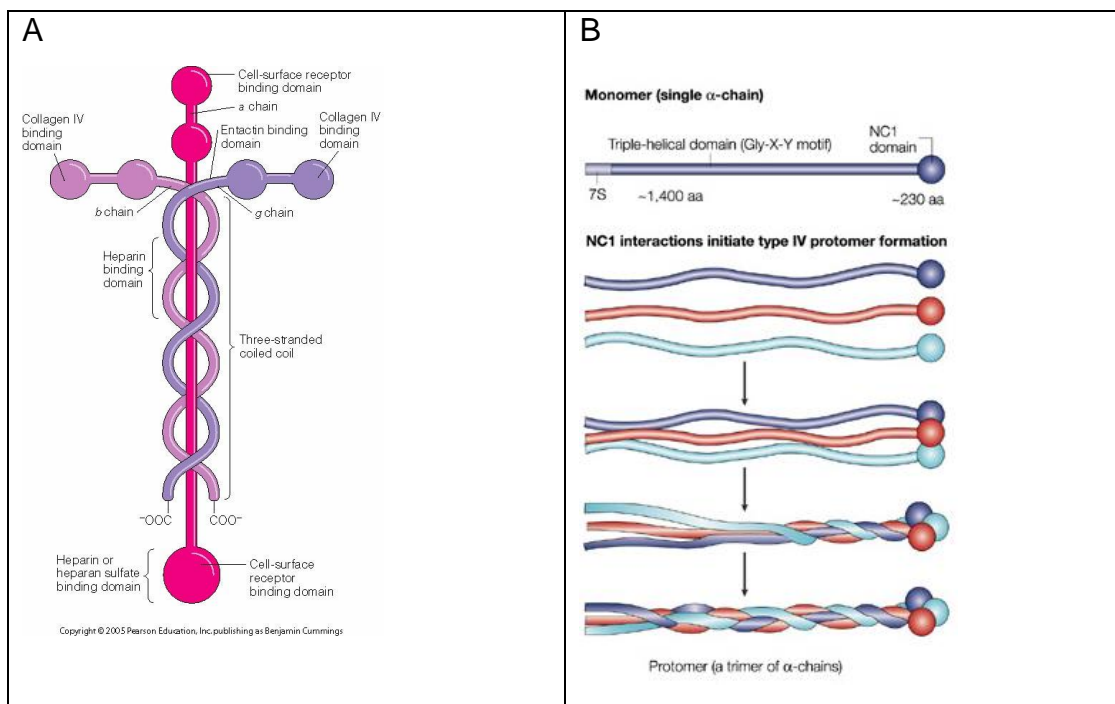 A
Cell-surface receptor
binding domain
a chain
Collagen IV
binding
domain
Entactin binding
domain
Collagen IV
binding
domain
b chain
g chain
Heparin
binding
domain
Three-stranded
coiled coil
⁻OOC
COO⁻
Heparin or
heparan sulfate
binding domain
Cell-surface
receptor
binding domain
Copyright © 2005 Pearson Education, Inc. publishing as Benjamin Cummings
B
Monomer (single α-chain)
Triple-helical domain (Gly-X-Y motif)
NC1
domain
7S
~1,400 aa
~230 aa
NC1 interactions initiate type IV protomer formation
Protomer (a trimer of α-chains)